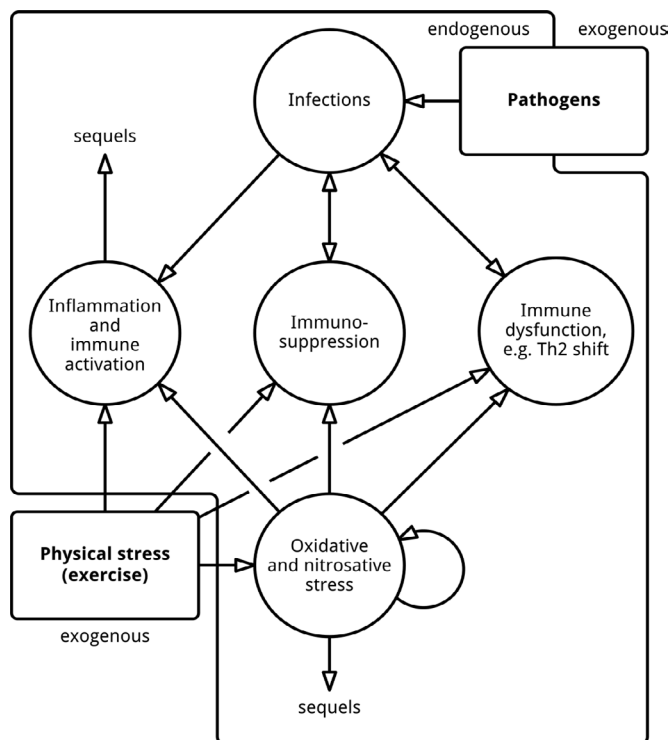 endogenous
exogenous
Infections
Pathogens
sequels
Inflammation
and
immune
activation
Immuno-
suppression
Immune
dysfunction,
e.g. Th2 shift
Physical stress
(exercise)
Oxidative
and nitrosative
stress
exogenous
sequels